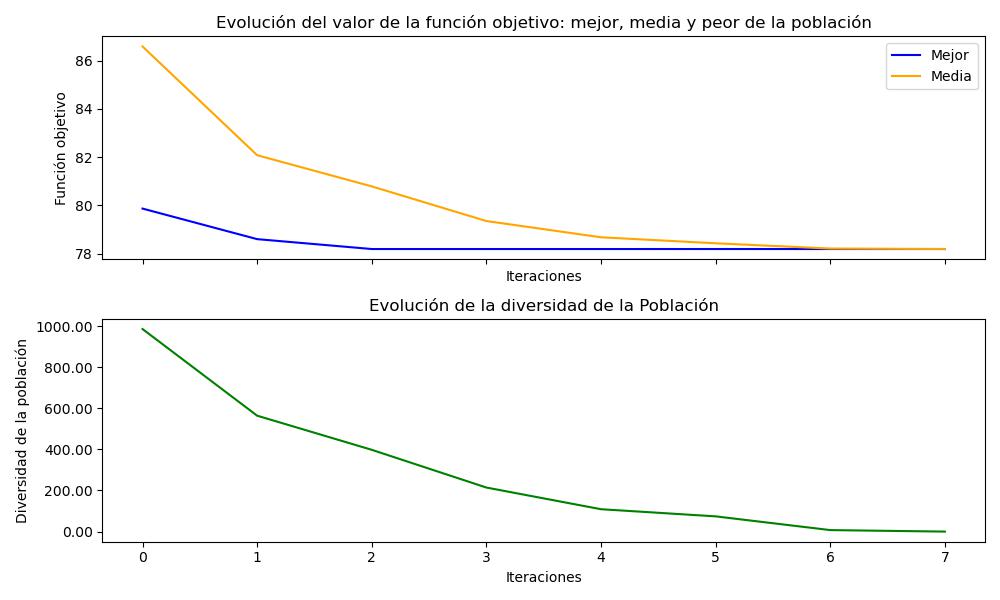 Evolución del valor de la función objetivo: mejor, media y peor de la población
Función objetivo
86
84
82
80
78
Mejor
Media
Iteraciones
Evolución de la diversidad de la Población
Diversidad de la población
1000.00
800.00
600.00
400.00
200.00
0.00
0 1 2 3 4 5 6 7
Iteraciones